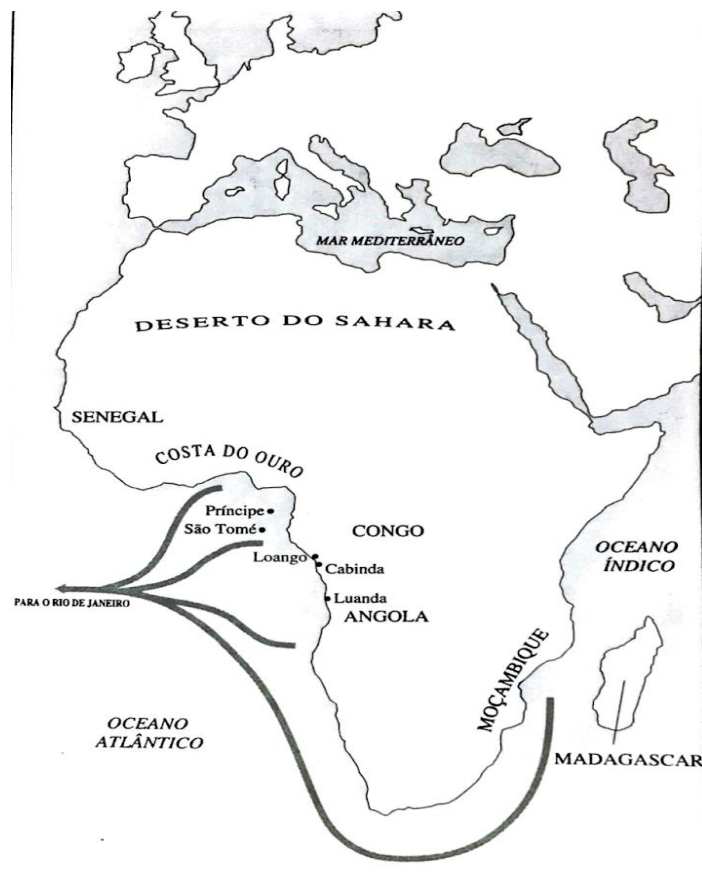 MAR MEDITERRÂNEO
DESERTO DO SAHARA
SENEGAL
COSTA DO OURO
Príncipe
São Tomé
CONGO
Loango
Cabinda
OCEANO
ÍNDICO
PARA O RIO DE JANEIRO
Luanda
ANGOLA
MOÇAMBIQUE
OCEANO
ATLÂNTICO
MADAGASCAR